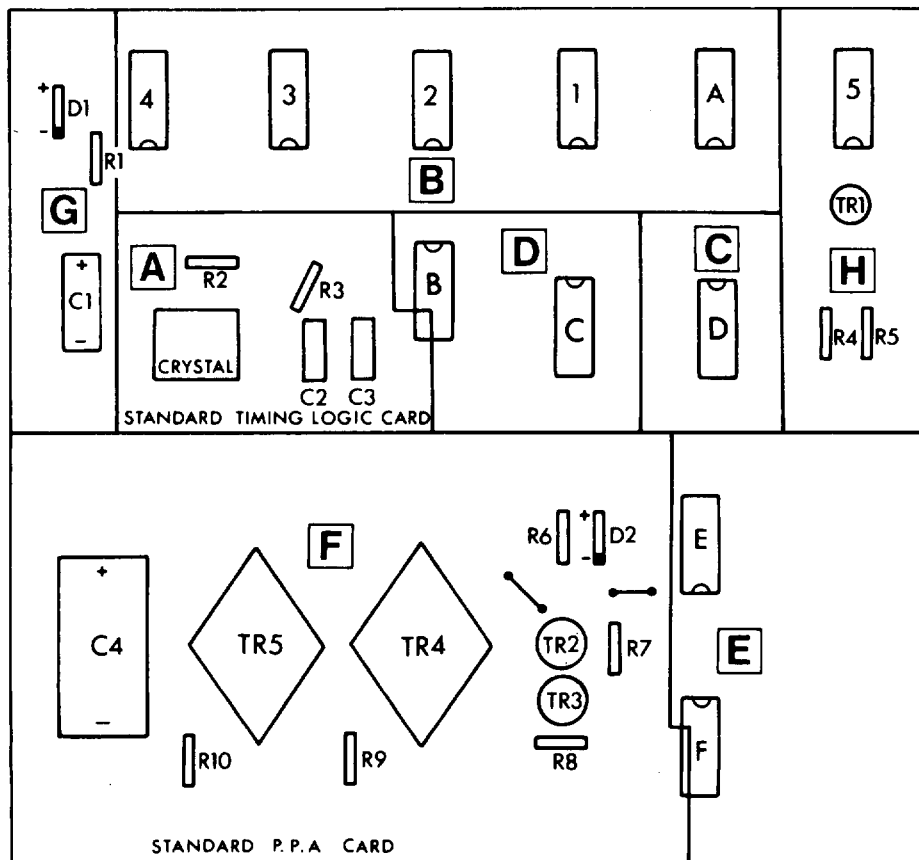 4 3 2 1 A 5
+
D1
-
R1
B
TR1
G
A R2
R3
B
D
C
H
+
C1
-
CRYSTAL
C2 C3
C
D
R4 R5
STANDARD TIMING LOGIC CARD
F
R6
+
D2
-
E
+
C4
-
TR5
TR4
TR2
R7
E
TR3
R10
R9
R8
F
STANDARD P.P.A CARD